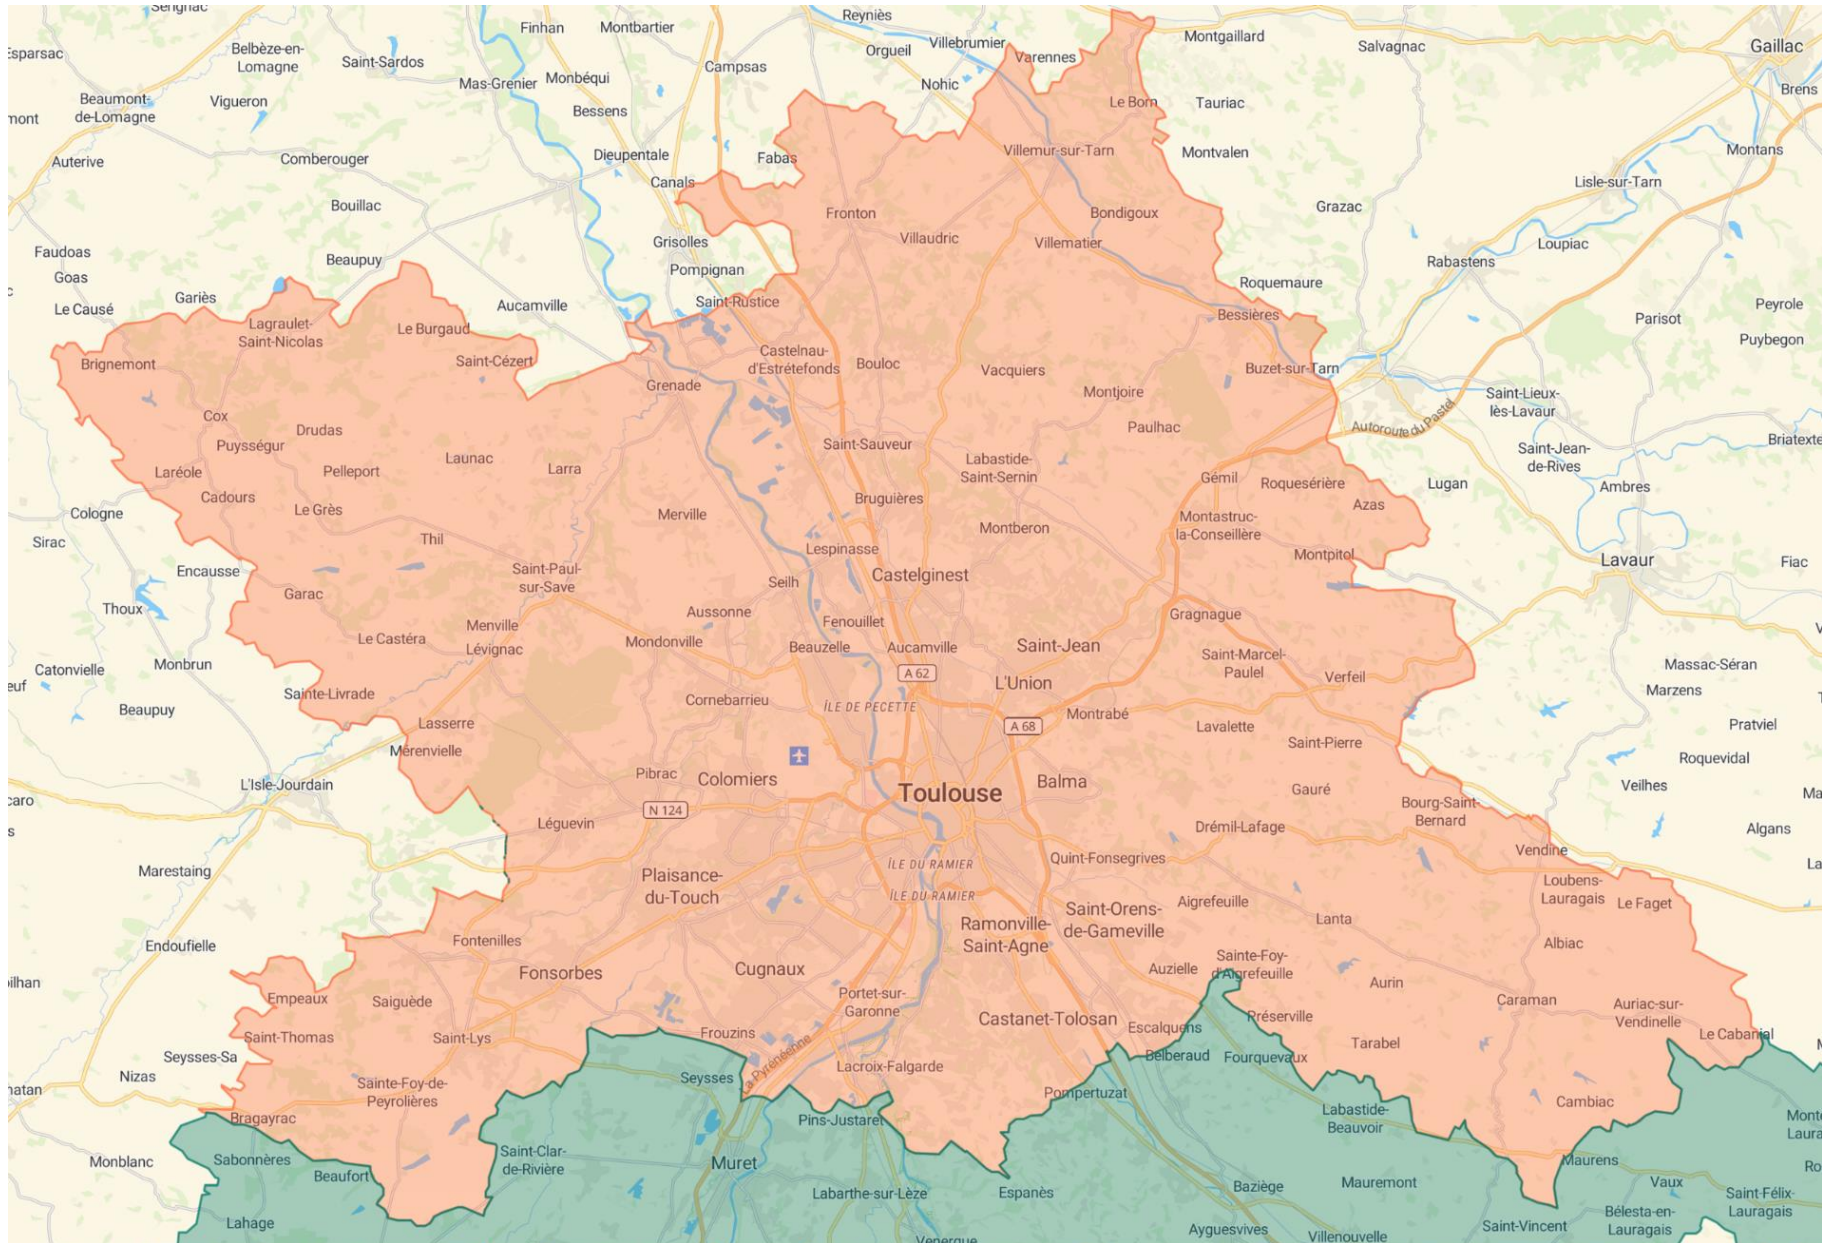 Sérignac
Finhan
Montbartier
Reyniès
Villebrumier
Orgueil
Varennes
Montgaillard
Salvagnac
Gaillac
Esparsac
Belbèze-en-
Lomagne
Saint-Sardos
Mas-Grenier
Monbéqui
Campsas
Nohic
Brens
Beaumont-
de-Lomagne
Vigueron
Bessens
Le Born
Tauriac
mont
Auterive
Comberouger
Dieupentale
Fabas
Villemur-sur-Tarn
Montvalen
Montans
Canals
Lisle-sur-Tarn
Bouillac
Fronton
Bondigoux
Grazac
Faudoas
Grisolles
Villaudric
Villematier
Loupiac
Goas
Beaupuy
Pompignan
Rabastens
Le Causé
Gariès
Aucamville
Saint-Rustice
Roquemaure
Peyrole
Lagraulet-
Saint-Nicolas
Le Burgaud
Bessières
Parisot
Puybegon
Brignemont
Saint-Cézert
Castelnau-
d'Estrétefonds
Bouloc
Vacquiers
Buzet-sur-Tarn
Grenade
Montjoire
Saint-Lieux-
lès-Lavaur
Cox
Drudas
Paulhac
Autoroute du Pastel
Puysségur
Saint-Sauveur
Briatexte
Laréole
Pelleport
Launac
Larra
Labastide-
Saint-Sernin
Saint-Jean-
de-Rives
Cadours
Gémil
Roquesérière
Lugan
Ambres
Cologne
Le Grès
Merville
Bruguières
Azas
Sirac
Thil
Montberon
Montastruc-
la-Conseillère
Lespinasse
Montpitol
Lavaur
Fiac
Encausse
Saint-Paul-
sur-Save
Seilh
Castelginest
Garac
Thoux
Aussonne
Fenouillet
Gragnague
Menville
Le Castéra
Mondonville
Lévignac
Beauzelle
Aucamville
Saint-Jean
Saint-Marcel-
Paulel
Massac-Séran
Catonvielle
Monbrun
A 62
L'Union
Verfeil
Marzens
Sainte-Livrade
Cornebarrieu
ÎLE DE PECETTE
Montrabé
Beaupuy
Lasserre
A 68
Lavalette
Pratviel
Saint-Pierre
Mérenvielle
Roquevidal
L'Isle-Jourdain
Pibrac
Colomiers
Toulouse
Balma
Gauré
Veilhes
caro
N 124
Bourg-Saint-
Bernard
Léguevin
Drémil-Lafage
Algans
Marestaing
Plaisance-
du-Touch
ÎLE DU RAMIER
Quint-Fonsegrives
Vendine
ÎLE DU RAMIER
Aigrefeuille
Loubens-
Lauragais
Saint-Orens-
de-Gameville
Lanta
Le Faget
Endoufielle
Fontenilles
Ramonville-
Saint-Agne
Albiac
Fonsorbes
Cugnaux
Auzielle
Sainte-Foy-
d'Aigrefeuille
Aurin
Empeaux
Saiguède
Portet-sur-
Garonne
Caraman
Auriac-sur-
Vendinelle
Saint-Thomas
Saint-Lys
Frouzins
Castanet-Tolosan
Escalquens
Préserville
Tarabel
Le Cabanial
Seysses-Sa
La Pyrénéenne
Belberaud
Fourquevaux
Nizas
Sainte-Foy-de-
Peyrolières
Seysses
Lacroix-Falgarde
Pompertuzat
Cambiac
Bragayrac
Pins-Justaret
Labastide-
Beauvoir
Monblanc
Sabonnères
Beaufort
Saint-Clar-
de-Rivière
Muret
Maurens
Labarthe-sur-Lèze
Espanès
Baziège
Mauremont
Vaux
Saint-Félix-
Lauragais
Lahage
Venerque
Ayguesvives
Villenouvelle
Saint-Vincent
Bélesta-en-
Lauragais